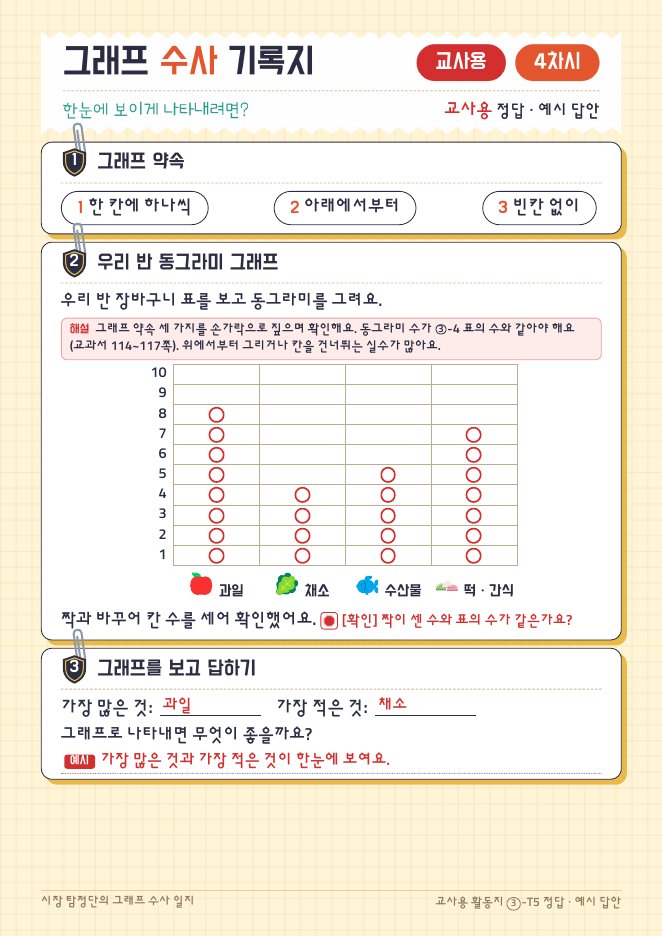 그래프 수사 기록지
교사용 4차시
한눈에 보이게 나타내려면?
교사용 정답 · 예시 답안
1 그래프 약속
1 한 칸에 하나씩
2 아래에서부터
3 빈칸 없이
2 우리 반 동그라미 그래프
우리 반 장바구니 표를 보고 동그라미를 그려요.
해설 그래프 약속 세 가지를 손가락으로 짚으며 확인해요. 동그라미 수가 ③-4 표의 수와 같아야 해요
(교과서 114~117쪽). 위에서부터 그리거나 칸을 건너뛰는 실수가 많아요.
10
9
8
7
6
5
4
3
2
1
과일 채소 수산물 떡 · 간식
짝과 바꾸어 칸 수를 세어 확인했어요. [확인] 짝이 센 수와 표의 수가 같은가요?
3 그래프를 보고 답하기
가장 많은 것: 과일 가장 적은 것: 채소
그래프로 나타내면 무엇이 좋을까요?
예시 가장 많은 것과 가장 적은 것이 한눈에 보여요.
시장 탐정단의 그래프 수사 일지
교사용 활동지 ③-T5 정답 · 예시 답안